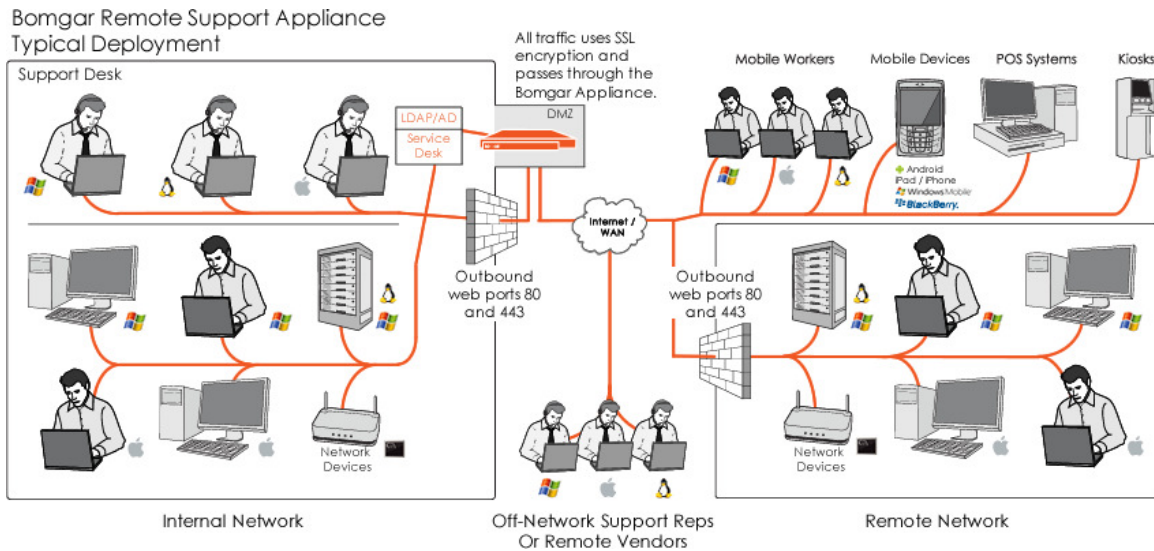 Bomgar Remote Support Appliance
Typical Deployment
Support Desk
LDAP/AD
Service
Desk
All traffic uses SSL
encryption and
passes through the
Bomgar Appliance.
DMZ
Mobile Workers
Mobile Devices
POS Systems
Kiosks
Android
iPad / iPhone
Windows Mobile
BlackBerry.
Internet /
WAN
Outbound
web ports 80
and 443
Outbound
web ports 80
and 443
Network
Devices
Network
Devices
Internal Network
Off-Network Support Reps
Or Remote Vendors
Remote Network